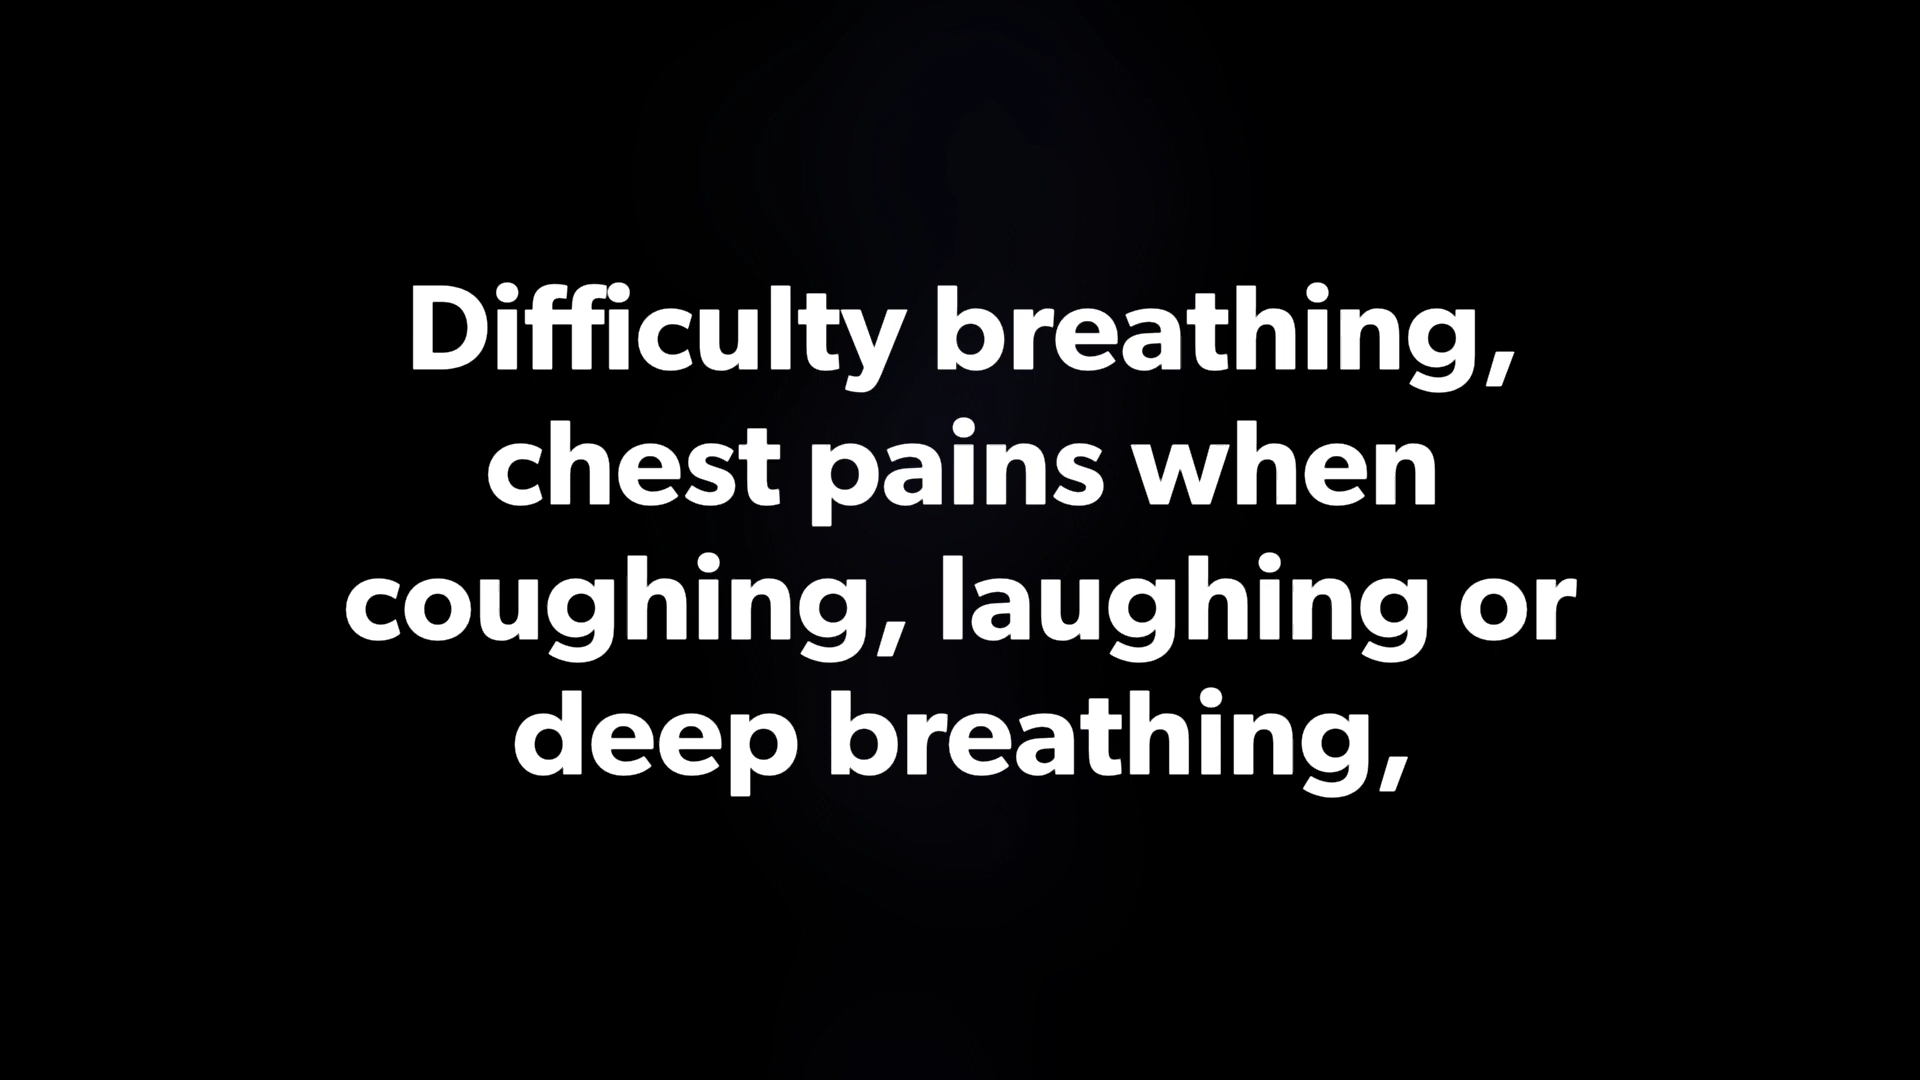 Difficulty breathing,
chest pains when
coughing, laughing or
deep breathing,